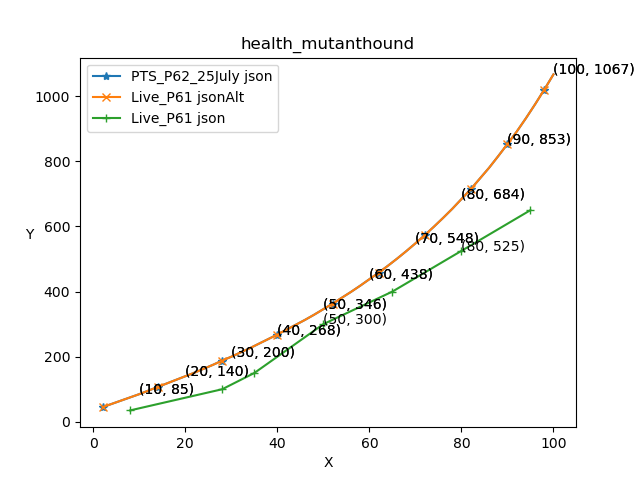 health_mutanthound
PTS_P62_25July json
Live_P61 jsonAlt
Live_P61 json
(100, 1067)
(90, 853)
(80, 684)
(70, 548)
(80, 525)
(60, 438)
(50, 346)
(50, 300)
(40, 268)
(30, 200)
(20, 140)
(10, 85)
1000
800
600
400
200
0
Y
0 20 40 60 80 100
X